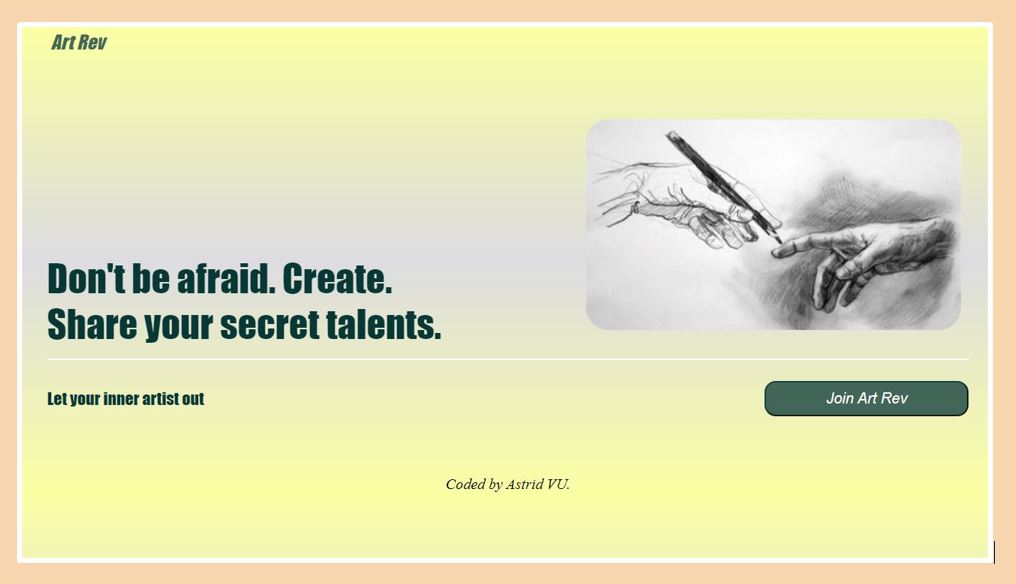 Art Rev
Don't be afraid. Create.
Share your secret talents.
Let your inner artist out
Join Art Rev
Coded by Astrid VU.